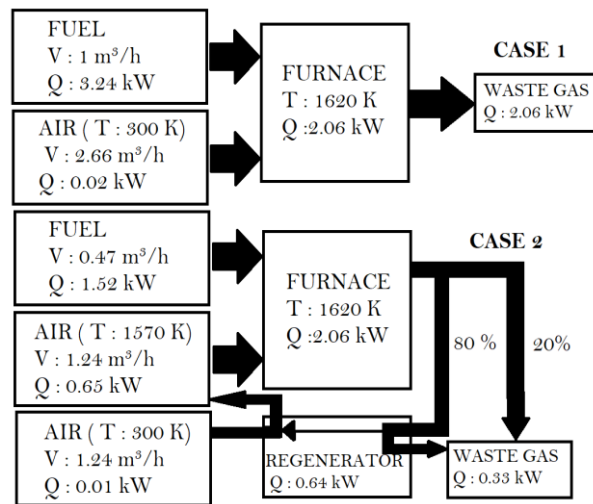 FUEL
V : 1 m³/h
Q : 3.24 kW
AIR ( T : 300 K)
V : 2.66 m³/h
Q : 0.02 kW
FURNACE
T : 1620 K
Q :2.06 kW
CASE 1
WASTE GAS
Q : 2.06 kW
FUEL
V : 0.47 m³/h
Q : 1.52 kW
AIR ( T : 1570 K)
V : 1.24 m³/h
Q : 0.65 kW
AIR ( T : 300 K)
V : 1.24 m³/h
Q : 0.01 kW
FURNACE
T : 1620 K
Q :2.06 kW
CASE 2
80 %
20%
REGENERATOR
Q : 0.64 kW
WASTE GAS
Q : 0.33 kW